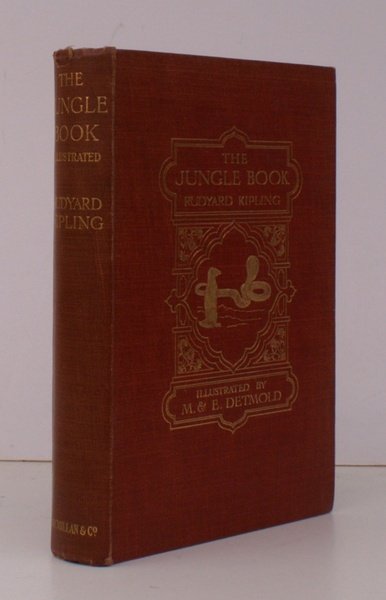 THE
JUNGLE
BOOK
ILLUSTRATED
RUDYARD
KIPLING
MACMILLAN & Co
THE
JUNGLE BOOK
RUDYARD KIPLING
ILLUSTRATED BY
M. & E. DETMOLD